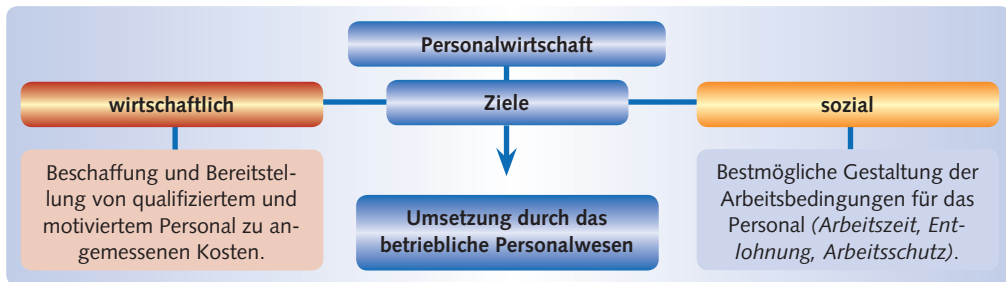 Personalwirtschaft
wirtschaftlich
Ziele
sozial
Beschaffung und Bereitstel-
lung von qualifiziertem und
motiviertem Personal zu an-
gemessenen Kosten.
Umsetzung durch das
betriebliche Personalwesen
Bestmögliche Gestaltung der
Arbeitsbedingungen für das
Personal (Arbeitszeit, Ent-
lohnung, Arbeitsschutz).